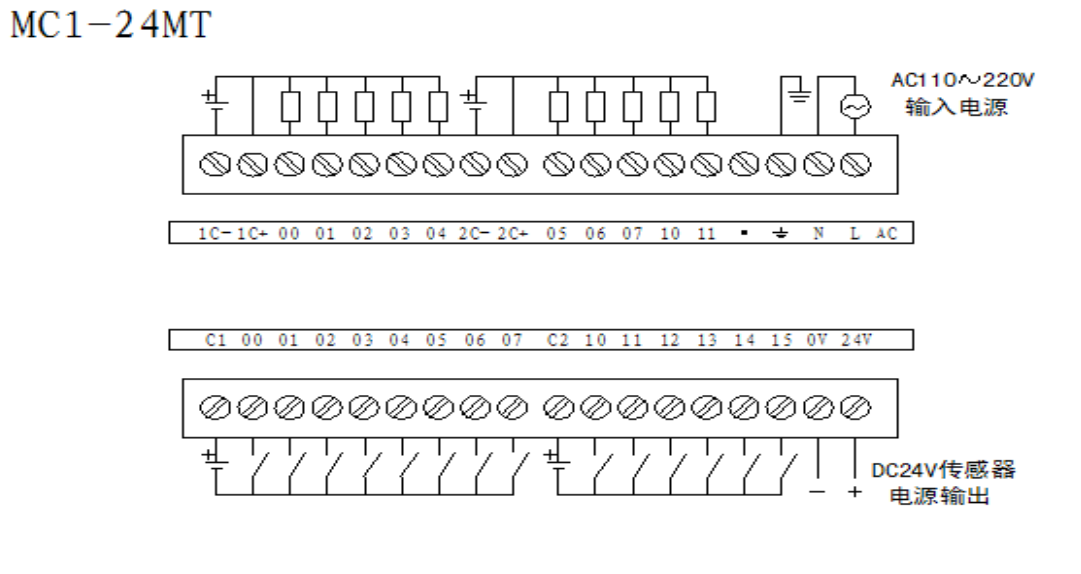 MC1-24MT
AC110～220V
输入电源
1C- 1C+ 00 01 02 03 04 2C- 2C+ 05 06 07 10 11 • ⏚ N L AC
C1 00 01 02 03 04 05 06 07 C2 10 11 12 13 14 15 0V 24V
DC24V传感器
电源输出